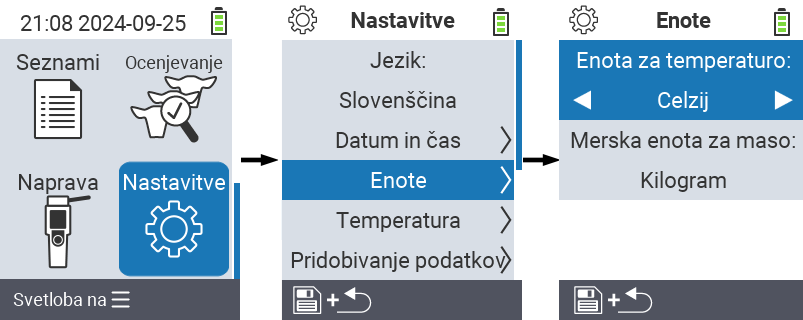 21:08 2024-09-25
Seznami
Ocenjevanje
Naprava
Nastavitve
Svetloba na
Nastavitve
Jezik:
Slovenščina
Datum in čas
Enote
Temperatura
Pridobivanje podatkov
+
Enote
Enota za temperaturo:
Celzij
Merska enota za maso:
Kilogram
+